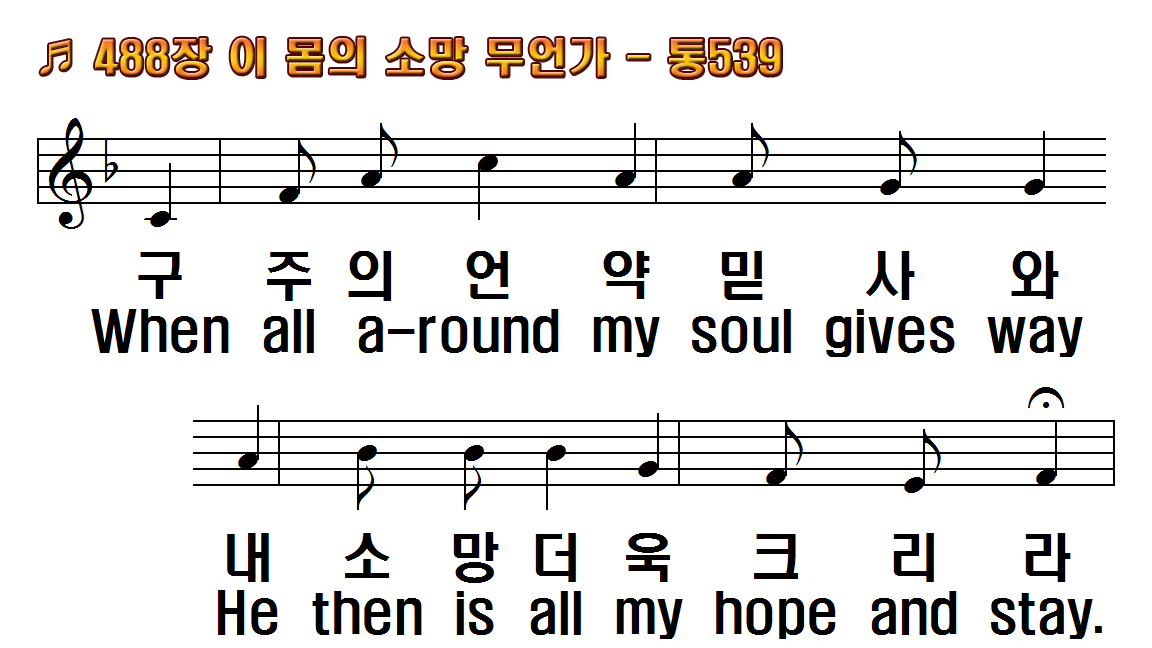 ♬ 488장 이 몸의 소망 무언가 - 통539
구 주 의 언 약 믿 사 와
When all a-round my soul gives way
내 소 망 더 욱 크 리 라
He then is all my hope and stay.